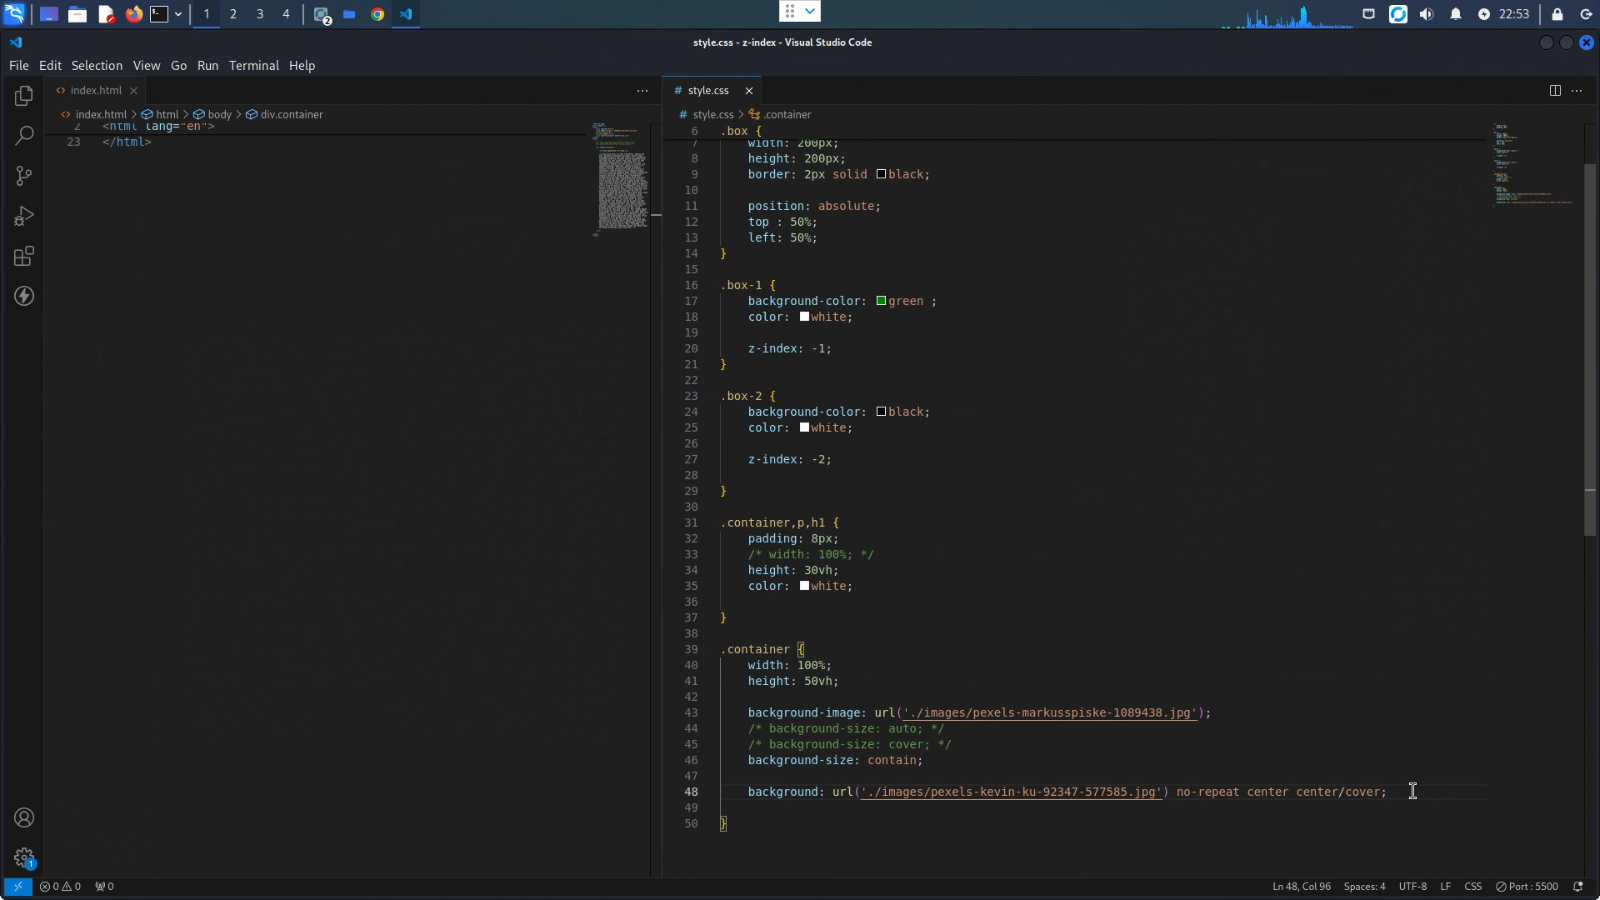 1 2 3 4
2
22:53
style.css - z-index - Visual Studio Code
File Edit Selection View Go Run Terminal Help
index.html
style.css
index.html > html > body > div.container
style.css > .container
2 <html lang="en">
23 </html>
6 .box {
7 width: 200px;
8 height: 200px;
9 border: 2px solid black;
10
11 position: absolute;
12 top : 50%;
13 left: 50%;
14 }
15
16 .box-1 {
17 background-color: green ;
18 color: white;
19
20 z-index: -1;
21 }
22
23 .box-2 {
24 background-color: black;
25 color: white;
26
27 z-index: -2;
28
29 }
30
31 .container,p,h1 {
32 padding: 8px;
33 /* width: 100%; */
34 height: 30vh;
35 color: white;
36
37 }
38
39 .container {
40 width: 100%;
41 height: 50vh;
42
43 background-image: url('./images/pexels-markusspiske-1089438.jpg');
44 /* background-size: auto; */
45 /* background-size: cover; */
46 background-size: contain;
47
48 background: url('./images/pexels-kevin-ku-92347-577585.jpg') no-repeat center center/cover;
49
50 }
1
0 0 0 Ln 48, Col 96 Spaces: 4 UTF-8 LF CSS Port : 5500